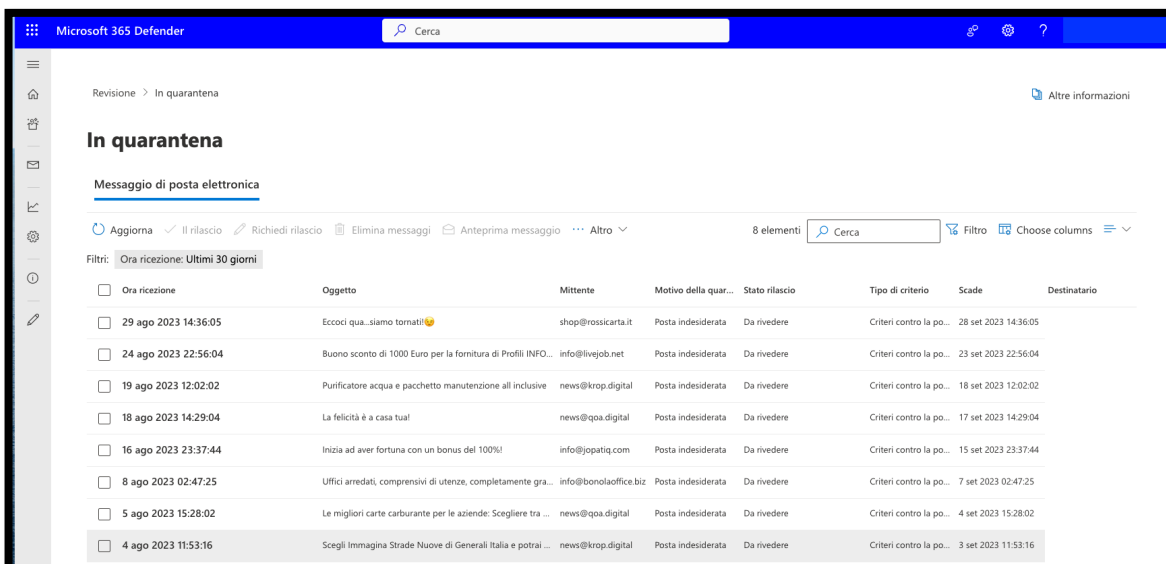 Microsoft 365 Defender Cerca ?
Revisione > In quarantena Altre informazioni
In quarantena
Messaggio di posta elettronica
Aggiorna Il rilascio Richiedi rilascio Elimina messaggi Anteprima messaggio ··· Altro 8 elementi Cerca Filtro Choose columns
Filtri: Ora ricezione: Ultimi 30 giorni
Ora ricezione Oggetto Mittente Motivo della quar... Stato rilascio Tipo di criterio Scade Destinatario
29 ago 2023 14:36:05 Eccoci qua...siamo tornati!😉 shop@rossicarta.it Posta indesiderata Da rivedere Criteri contro la po... 28 set 2023 14:36:05
24 ago 2023 22:56:04 Buono sconto di 1000 Euro per la fornitura di Profili INFO... info@livejob.net Posta indesiderata Da rivedere Criteri contro la po... 23 set 2023 22:56:04
19 ago 2023 12:02:02 Purificatore acqua e pacchetto manutenzione all inclusive news@krop.digital Posta indesiderata Da rivedere Criteri contro la po... 18 set 2023 12:02:02
18 ago 2023 14:29:04 La felicità è a casa tua! news@qoa.digital Posta indesiderata Da rivedere Criteri contro la po... 17 set 2023 14:29:04
16 ago 2023 23:37:44 Inizia ad aver fortuna con un bonus del 100%! info@jopatiq.com Posta indesiderata Da rivedere Criteri contro la po... 15 set 2023 23:37:44
8 ago 2023 02:47:25 Uffici arredati, comprensivi di utenze, completamente gra... info@bonolaoffice.biz Posta indesiderata Da rivedere Criteri contro la po... 7 set 2023 02:47:25
5 ago 2023 15:28:02 Le migliori carte carburante per le aziende: Scegliere tra ... news@qoa.digital Posta indesiderata Da rivedere Criteri contro la po... 4 set 2023 15:28:02
4 ago 2023 11:53:16 Scegli Immagina Strade Nuove di Generali Italia e potrai ... news@krop.digital Posta indesiderata Da rivedere Criteri contro la po... 3 set 2023 11:53:16